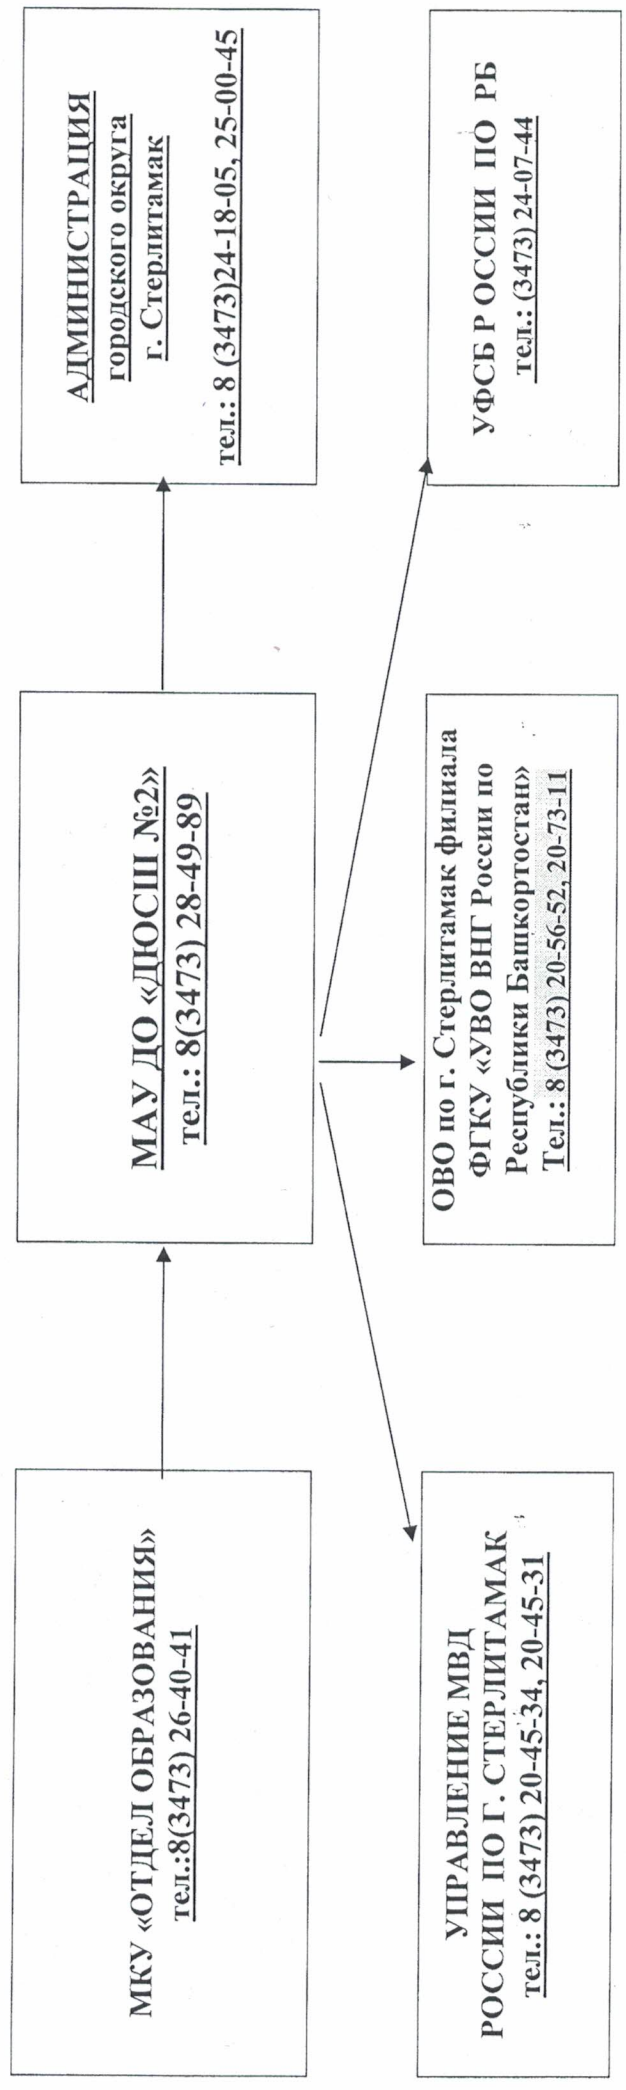 МКУ «ОТДЕЛ ОБРАЗОВАНИЯ»
тел.:8(3473) 26-40-41
МАУ ДО «ДЮСШ №2»
тел.: 8(3473) 28-49-89
АДМИНИСТРАЦИЯ
городского округа
г. Стерлитамак
тел.: 8 (3473)24-18-05, 25-00-45
УПРАВЛЕНИЕ МВД
РОССИИ ПО Г. СТЕРЛИТАМАК
тел.: 8 (3473) 20-45-34, 20-45-31
ОВО по г. Стерлитамак филиала
ФГКУ «УВО ВНГ России по
Республики Башкортостан»
Тел.: 8 (3473) 20-56-52, 20-73-11
УФСБ Р ОССИИ ПО РБ
тел.: (3473) 24-07-44